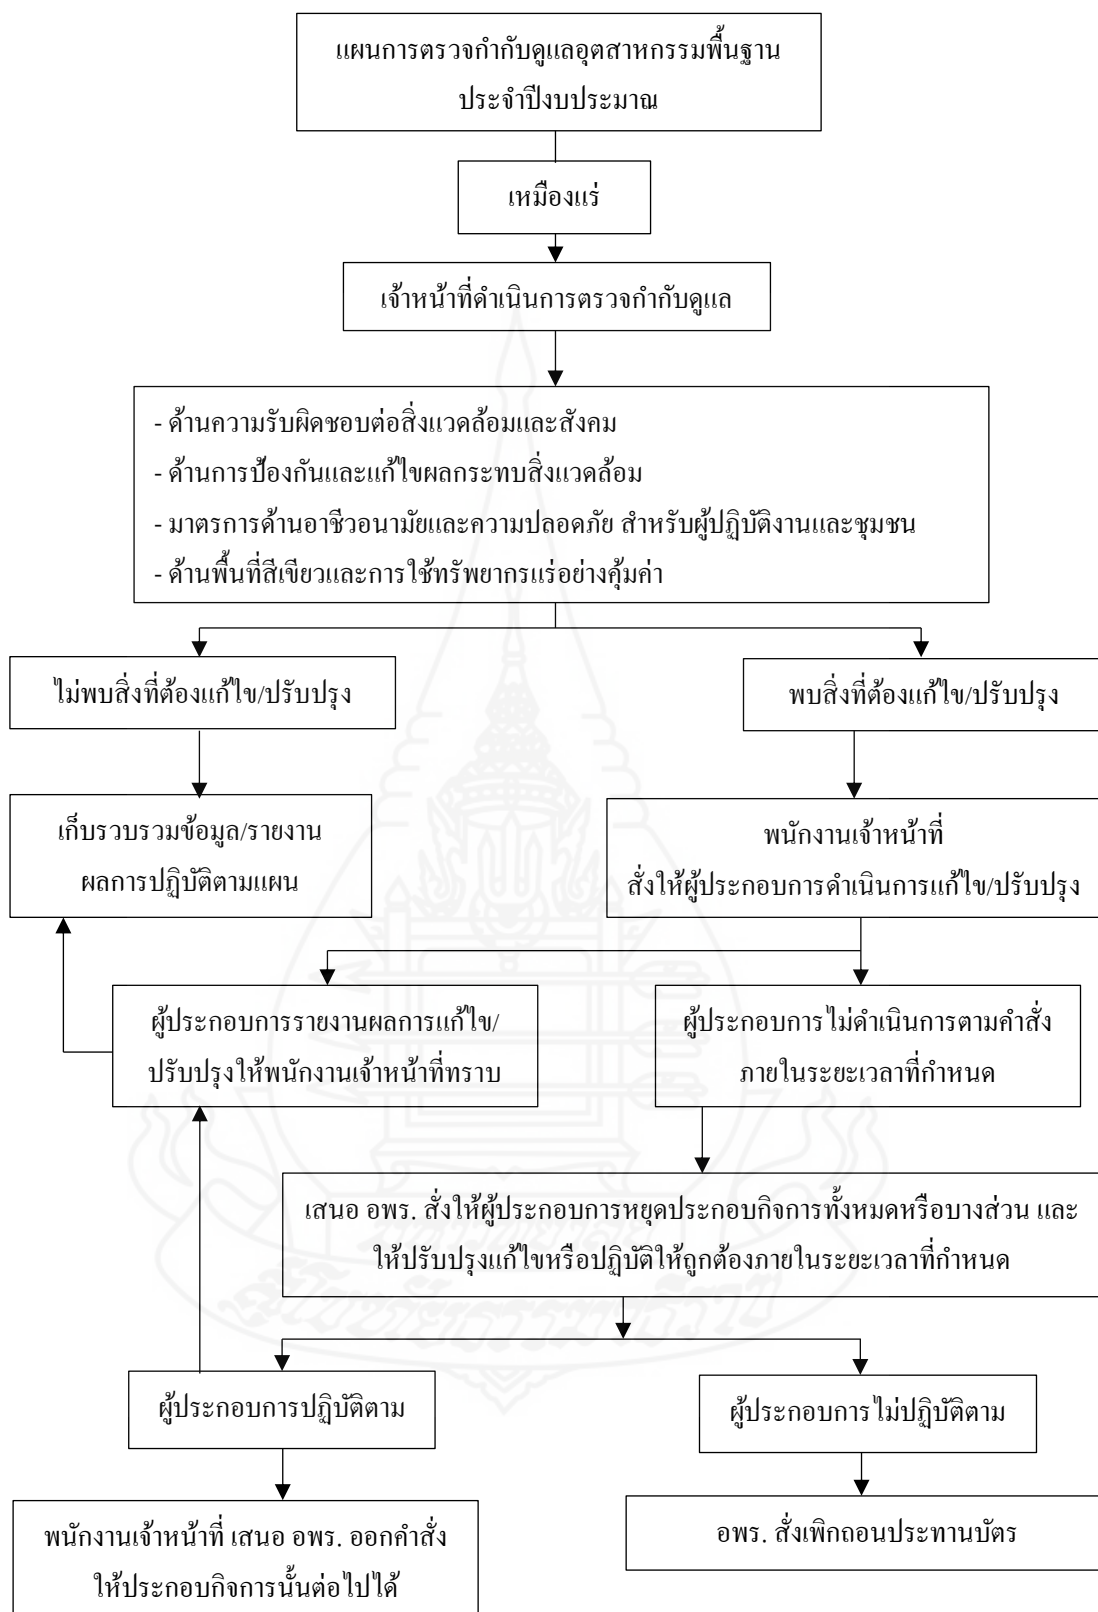 แผนการตรวจกำกับดูแลอุตสาหกรรมพื้นฐาน
ประจำปีงบประมาณ
เหมืองแร่
เจ้าหน้าที่ดำเนินการตรวจกำกับดูแล
- ด้านความรับผิดชอบต่อสิ่งแวดล้อมและสังคม
- ด้านการป้องกันและแก้ไขผลกระทบสิ่งแวดล้อม
- มาตรการด้านอาชีวอนามัยและความปลอดภัย สำหรับผู้ปฏิบัติงานและชุมชน
- ด้านพื้นที่สีเขียวและการใช้ทรัพยากรแร่อย่างคุ้มค่า
ไม่พบสิ่งที่ต้องแก้ไข/ปรับปรุง
พบสิ่งที่ต้องแก้ไข/ปรับปรุง
เก็บรวบรวมข้อมูล/รายงาน
ผลการปฏิบัติตามแผน
พนักงานเจ้าหน้าที่
สั่งให้ผู้ประกอบการดำเนินการแก้ไข/ปรับปรุง
ผู้ประกอบการรายงานผลการแก้ไข/
ปรับปรุงให้พนักงานเจ้าหน้าที่ทราบ
ผู้ประกอบการไม่ดำเนินการตามคำสั่ง
ภายในระยะเวลาที่กำหนด
เสนอ อพร. สั่งให้ผู้ประกอบการหยุดประกอบกิจการทั้งหมดหรือบางส่วน และ
ให้ปรับปรุงแก้ไขหรือปฏิบัติให้ถูกต้องภายในระยะเวลาที่กำหนด
ผู้ประกอบการปฏิบัติตาม
ผู้ประกอบการไม่ปฏิบัติตาม
พนักงานเจ้าหน้าที่ เสนอ อพร. ออกคำสั่ง
ให้ประกอบกิจการนั้นต่อไปได้
อพร. สั่งเพิกถอนประทานบัตร